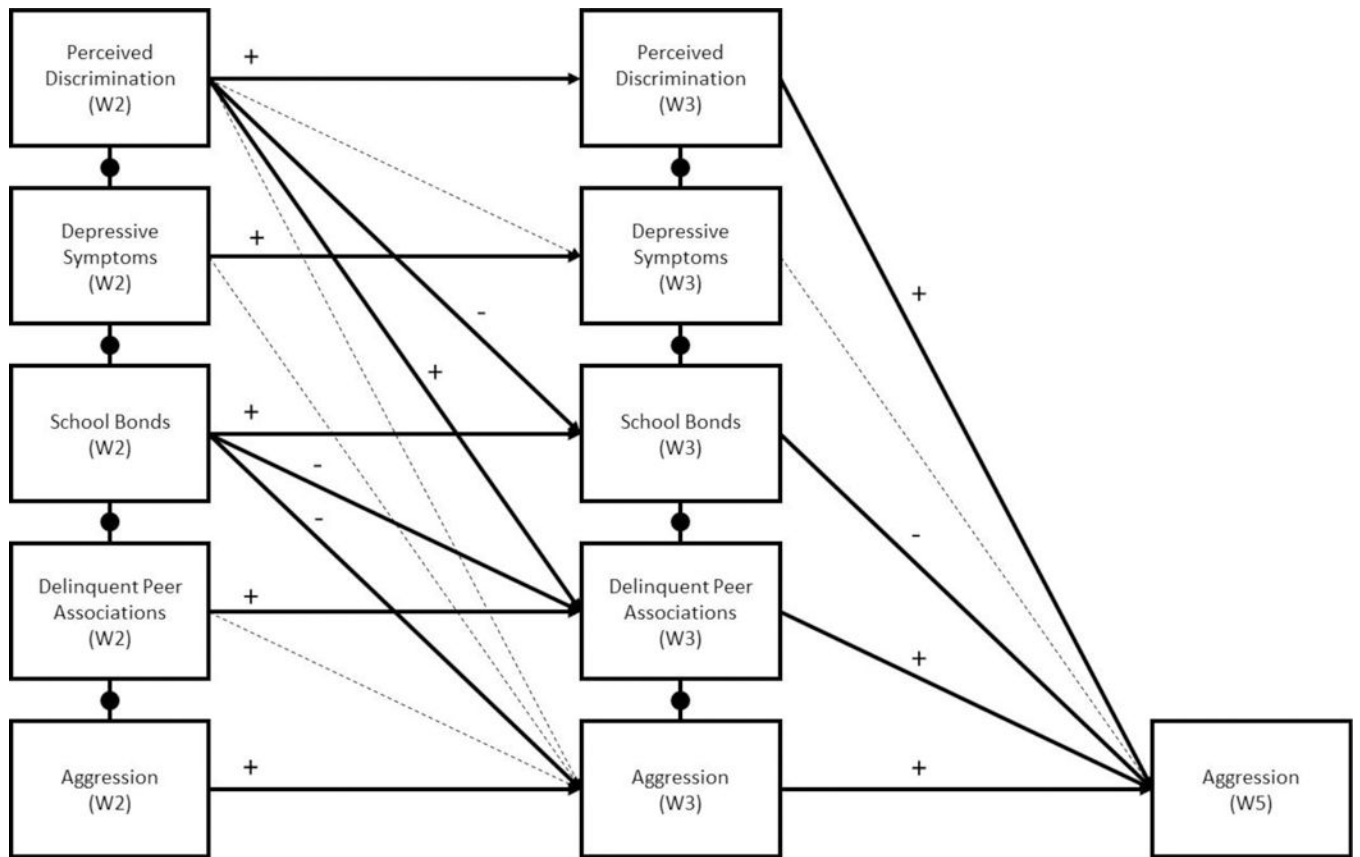 Perceived
Discrimination
(W2)
+
Perceived
Discrimination
(W3)
Depressive
Symptoms
(W2)
+
Depressive
Symptoms
(W3)
+
-
+
School Bonds
(W2)
+
School Bonds
(W3)
-
-
-
Delinquent Peer
Associations
(W2)
+
Delinquent Peer
Associations
(W3)
+
Aggression
(W2)
+
Aggression
(W3)
+
Aggression
(W5)